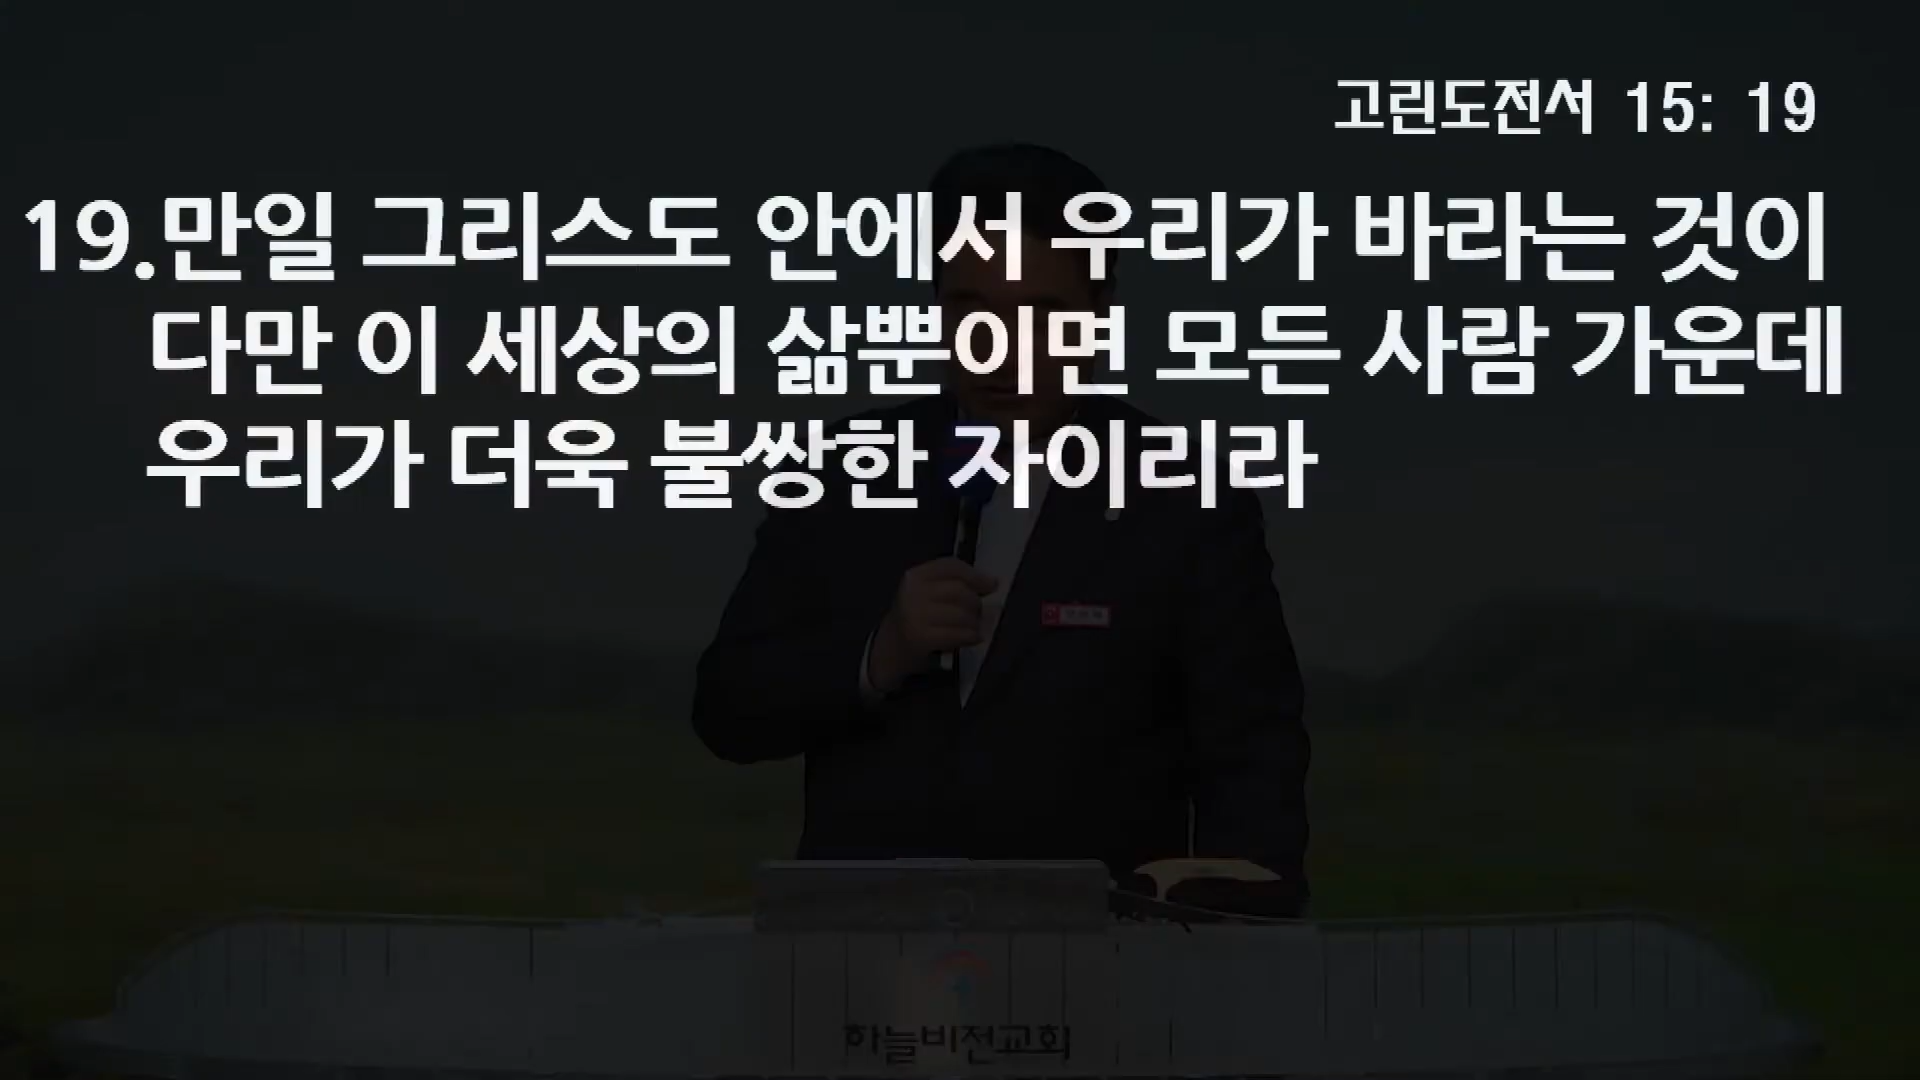 고린도전서 15: 19
19.만일 그리스도 안에서 우리가 바라는 것이
다만 이 세상의 삶뿐이면 모든 사람 가운데
우리가 더욱 불쌍한 자이리라
하늘비전교회